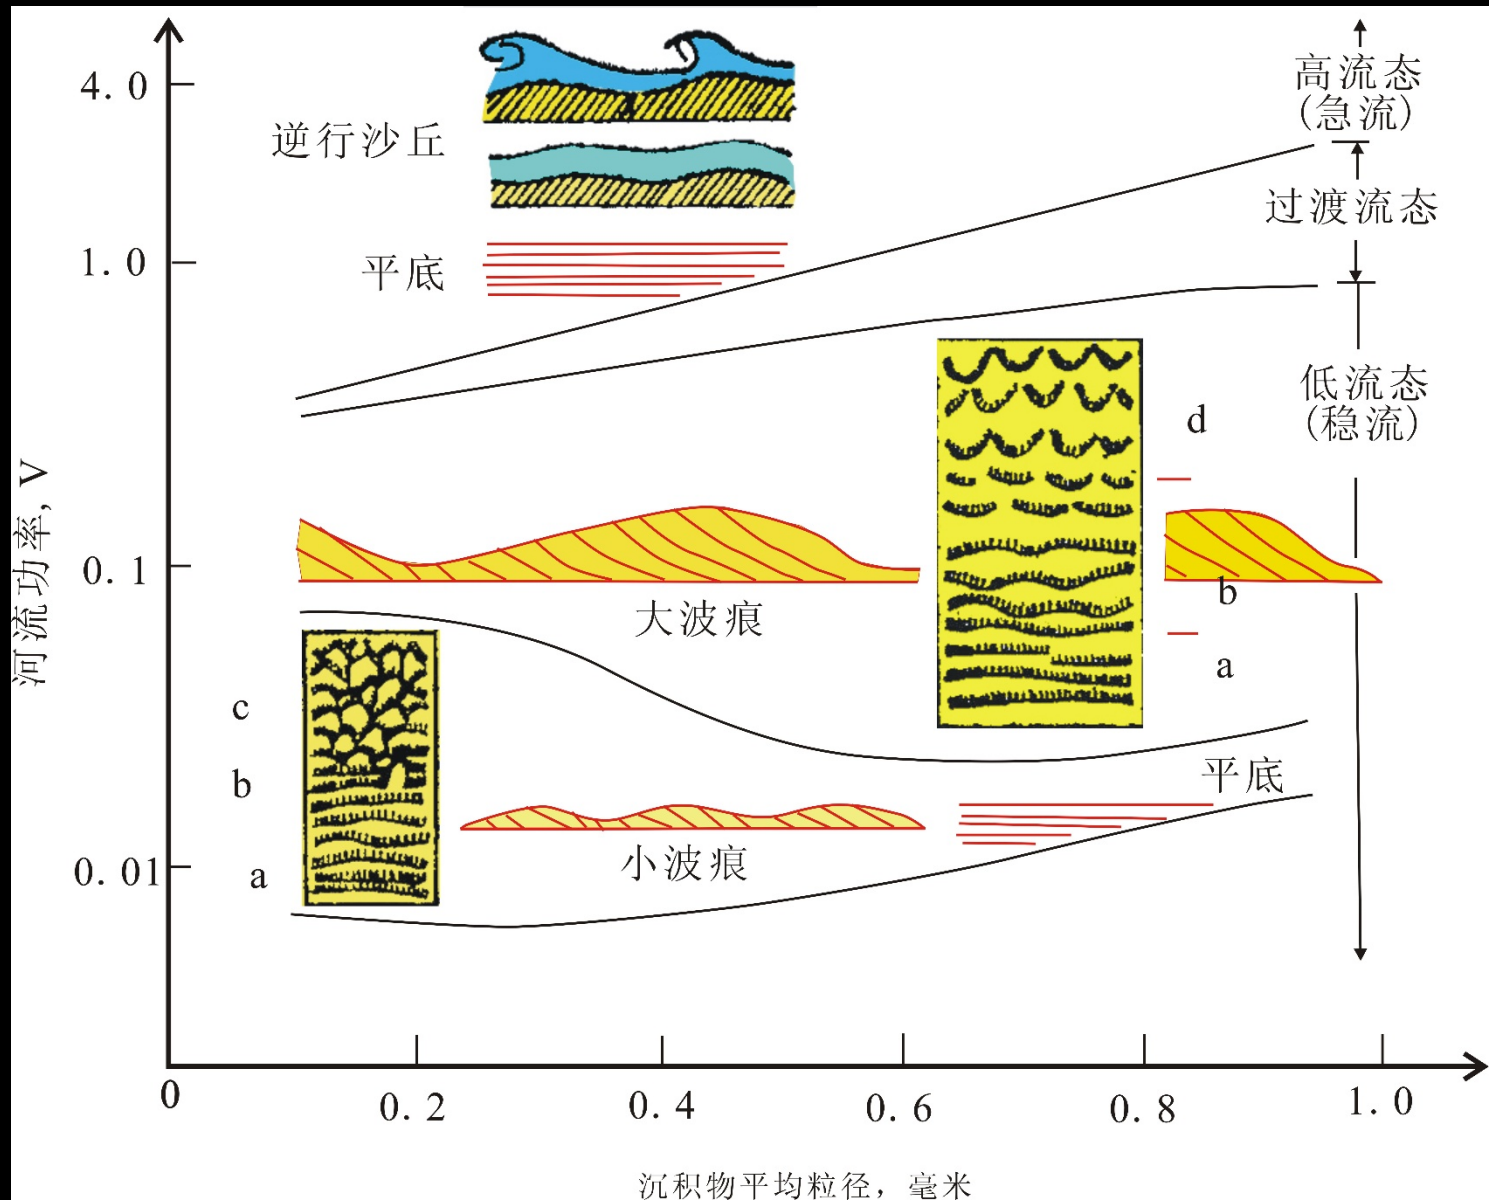 4.0
高流态
(急流)
逆行沙丘
过渡流态
1.0
平底
低流态
(稳流)
d
河流功率, V
0.1
b
大波痕
a
c
平底
b
小波痕
0.01
a
0
0.2
0.4
0.6
0.8
1.0
沉积物平均粒径，毫米